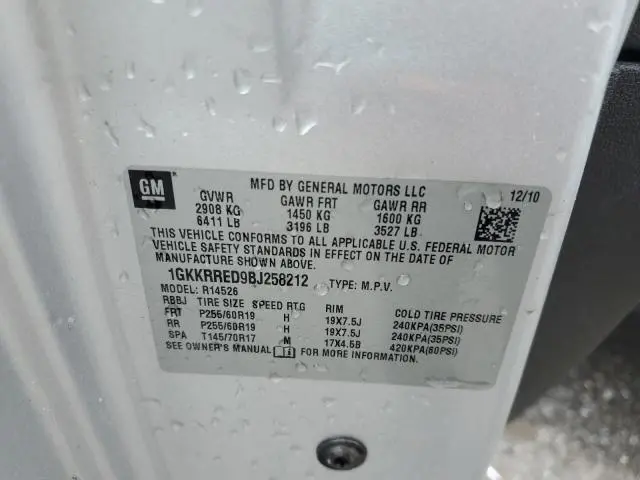 GM
MFD BY GENERAL MOTORS LLC 12/10
GVWR GAWR FRT GAWR RR
2908 KG 1450 KG 1600 KG
6411 LB 3196 LB 3527 LB
THIS VEHICLE CONFORMS TO ALL APPLICABLE U.S. FEDERAL MOTOR
VEHICLE SAFETY STANDARDS IN EFFECT ON THE DATE OF
MANUFACTURE SHOWN ABOVE.
1GKKRRED9BJ258212 TYPE: M.P.V.
MODEL: R14526
RBBJ TIRE SIZE SPEED RTG RIM COLD TIRE PRESSURE
FRT P255/60R19 H 19X7.5J 240KPA(35PSI)
RR P255/60R19 H 19X7.5J 240KPA(35PSI)
SPA T145/70R17 M 17X4.5B 420KPA(60PSI)
SEE OWNER'S MANUAL FOR MORE INFORMATION.